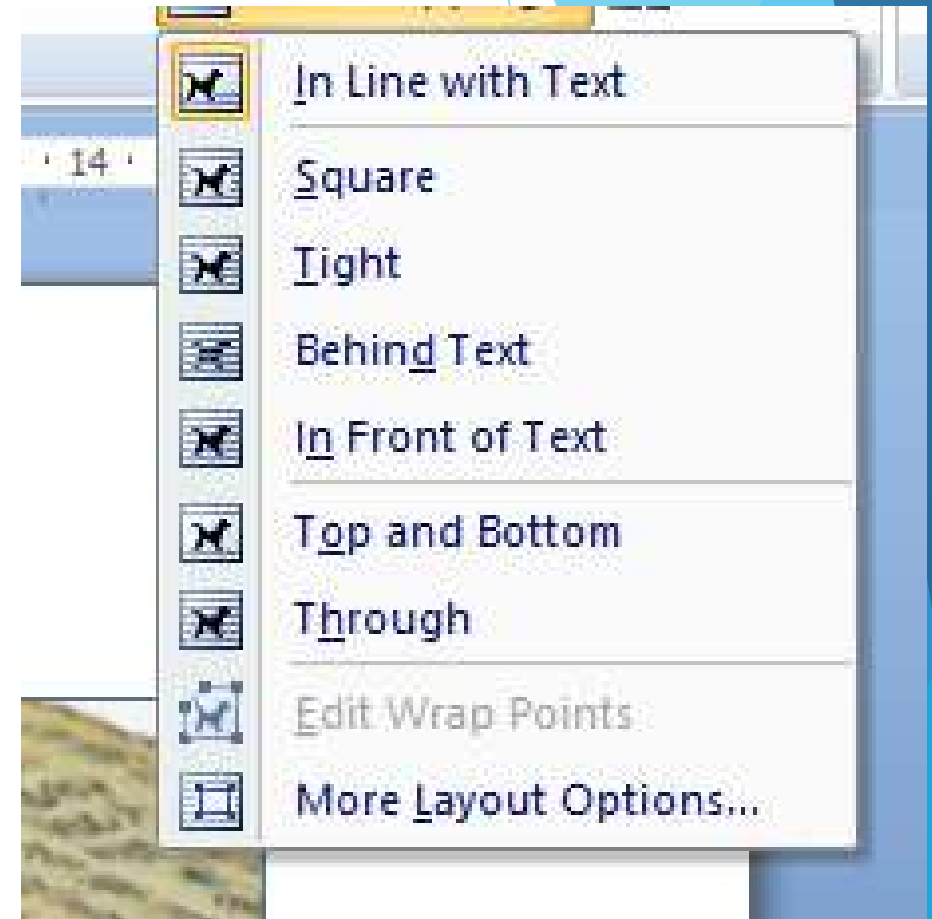 14
In Line with Text
Square
Tight
Behind Text
In Front of Text
Top and Bottom
Through
Edit Wrap Points
More Layout Options...